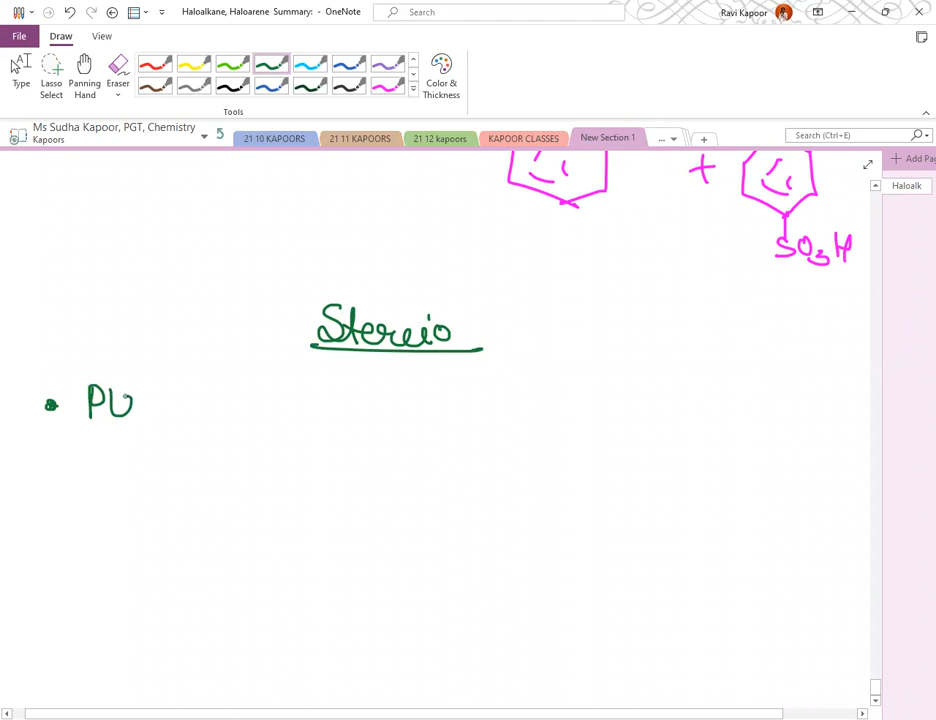 Haloalkane, Haloarene Summary: - OneNote
Search
Ravi Kapoor
File
Draw
View
Type
Lasso Select
Panning Hand
Eraser
Color & Thickness
Tools
Ms Sudha Kapoor, PGT, Chemistry
Kapoors
21 10 KAPOORS
21 11 KAPOORS
21 12 kapoors
KAPOOR CLASSES
New Section 1
...
Search (Ctrl+E)
Add Pa
Haloalk
+
SO3H
Stereio
• PU